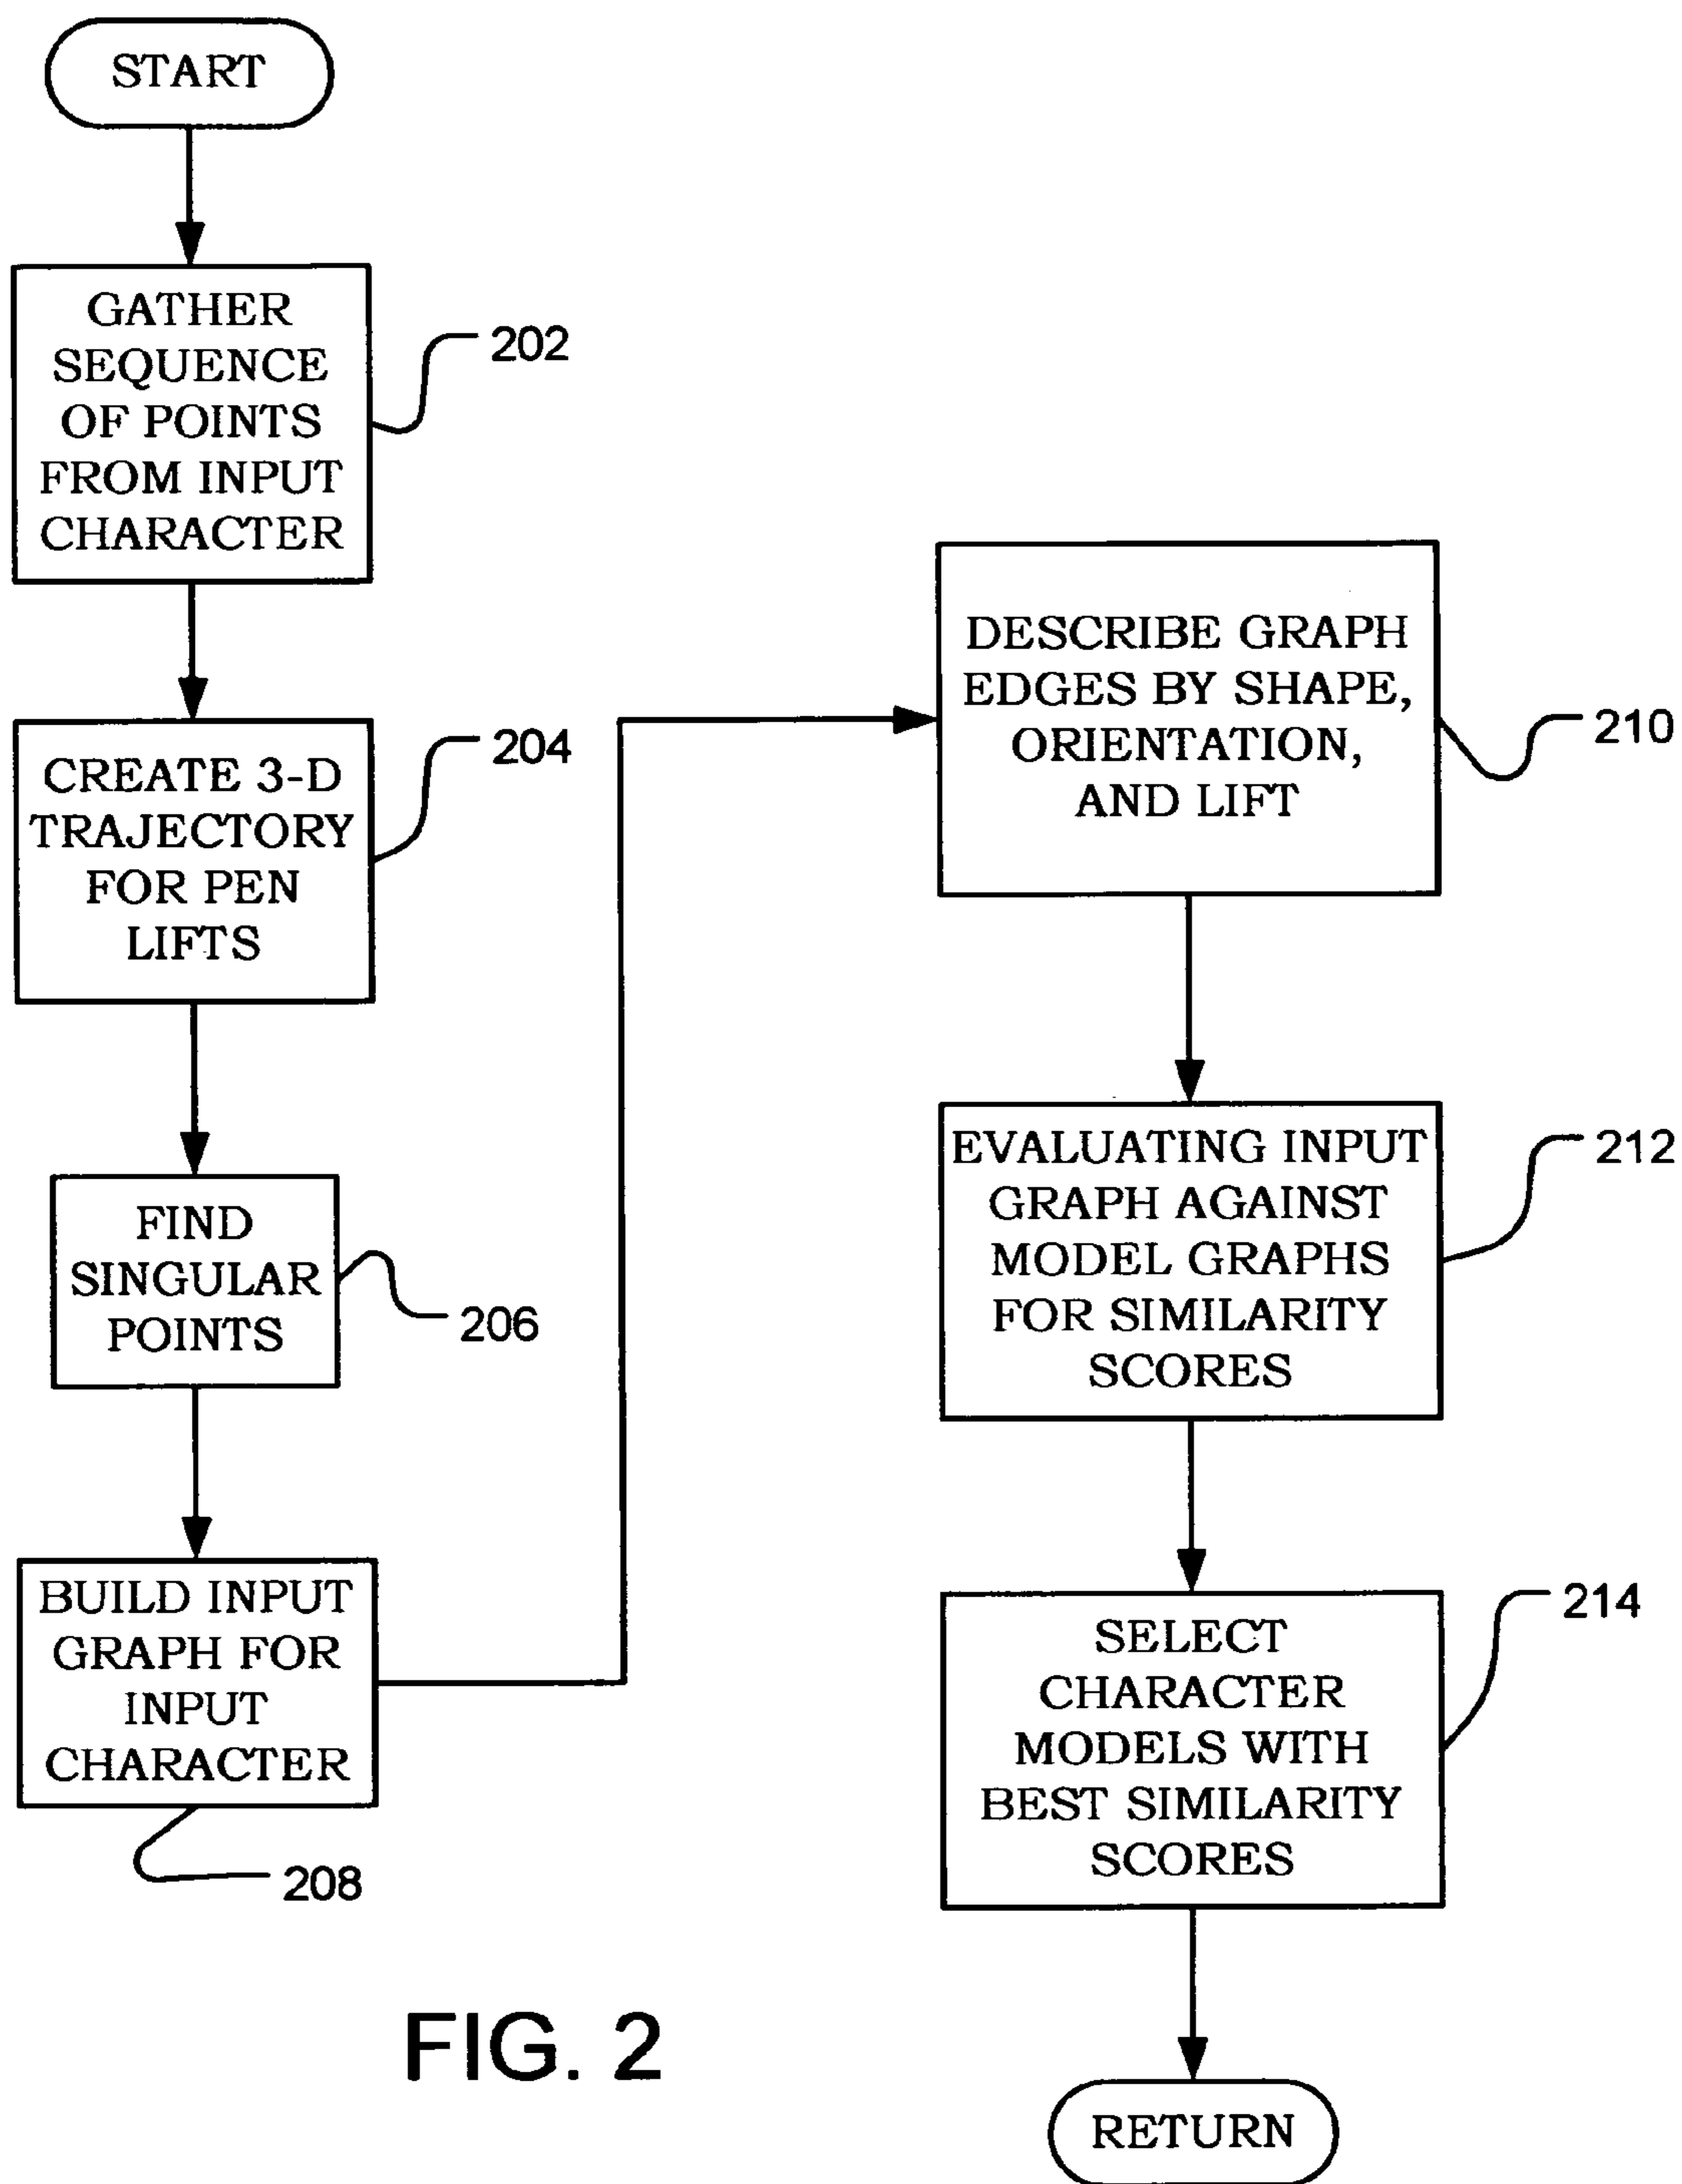 START
GATHER
SEQUENCE
OF POINTS
FROM INPUT
CHARACTER
202
CREATE 3-D
TRAJECTORY
FOR PEN
LIFTS
204
FIND
SINGULAR
POINTS
206
BUILD INPUT
GRAPH FOR
INPUT
CHARACTER
208
DESCRIBE GRAPH
EDGES BY SHAPE,
ORIENTATION,
AND LIFT
210
EVALUATING INPUT
GRAPH AGAINST
MODEL GRAPHS
FOR SIMILARITY
SCORES
212
SELECT
CHARACTER
MODELS WITH
BEST SIMILARITY
SCORES
214
RETURN
FIG. 2